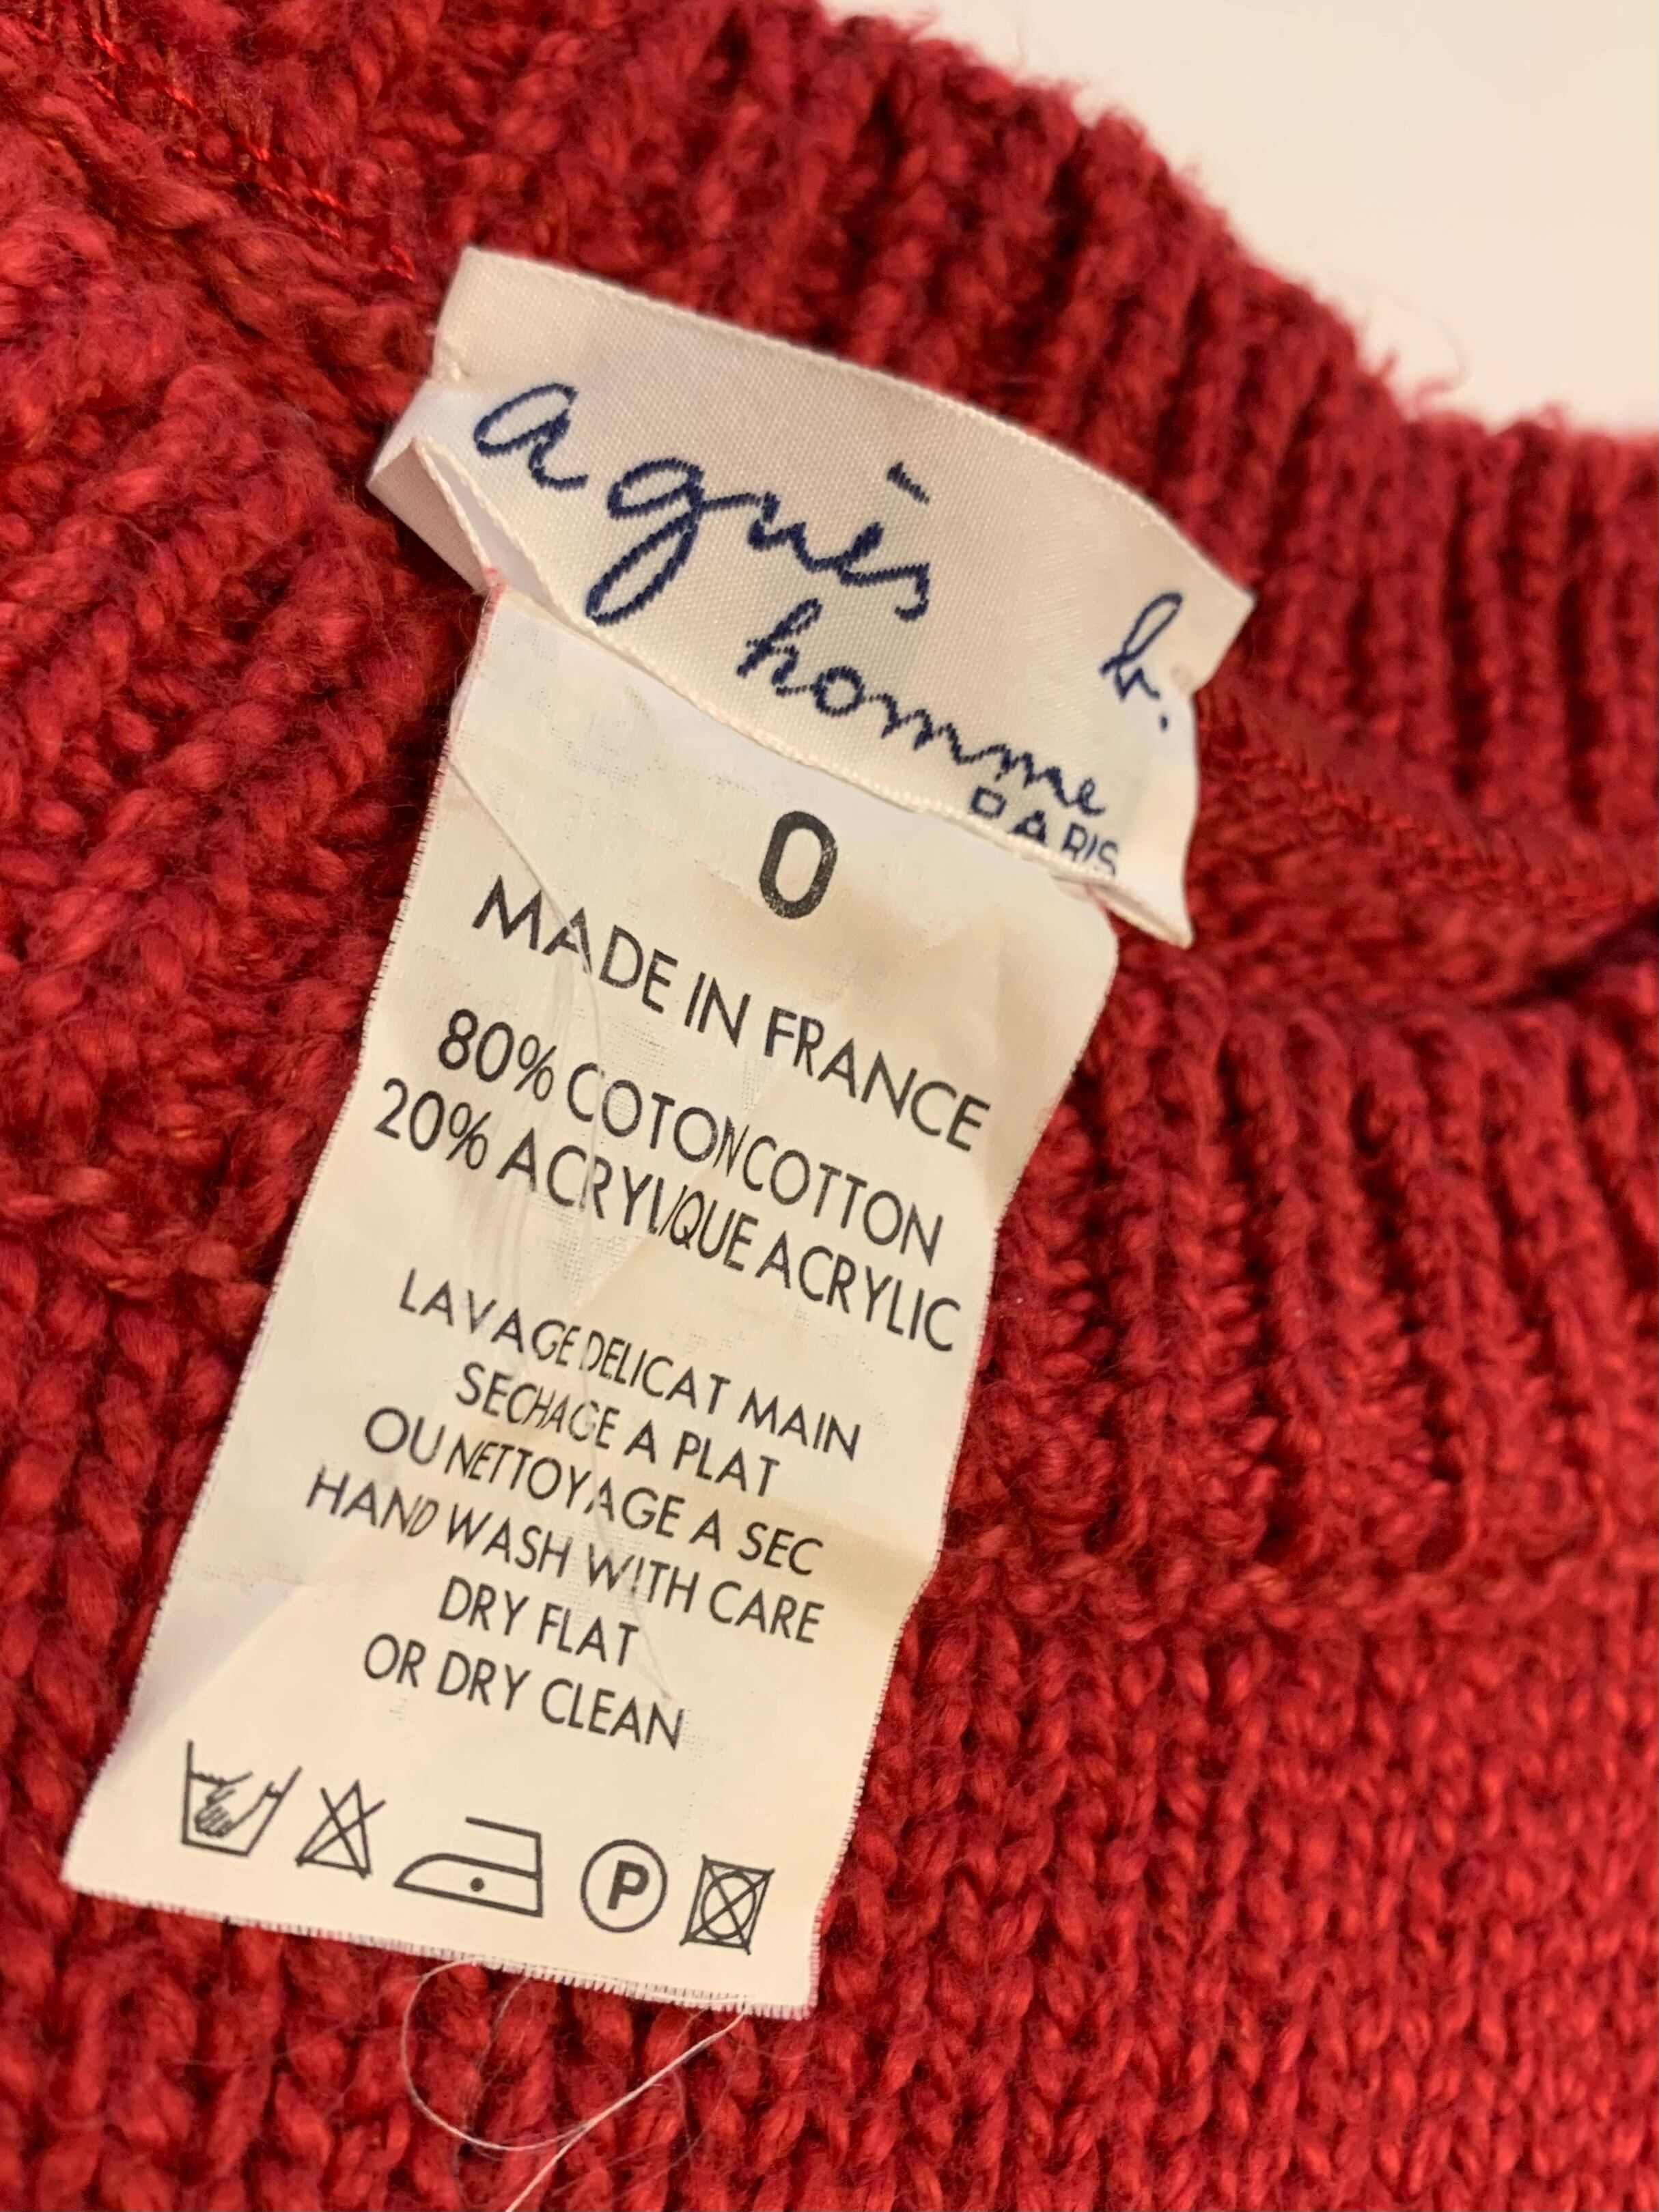 agnès b.
homme
PARIS
0
MADE IN FRANCE
80% COTON COTTON
20% ACRYLIQUE ACRYLIC
LAVAGE DELICAT MAIN
SECHAGE A PLAT
OU NETTOYAGE A SEC
HAND WASH WITH CARE
DRY FLAT
OR DRY CLEAN
P